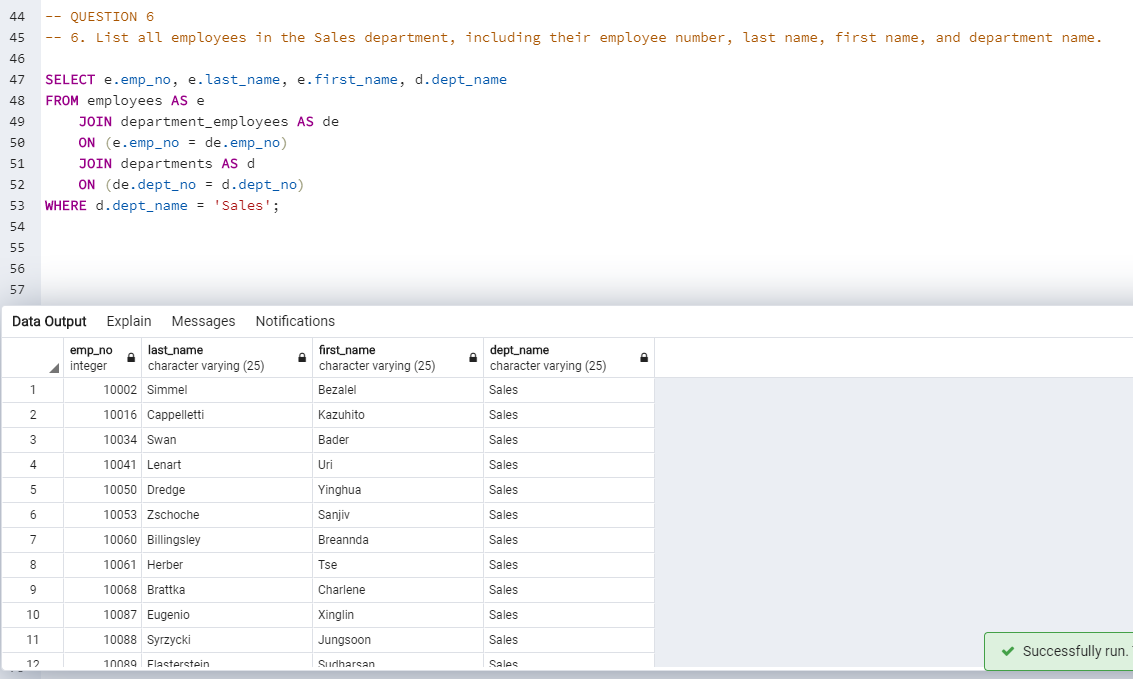 44 -- QUESTION 6
45 -- 6. List all employees in the Sales department, including their employee number, last name, first name, and department name.
46
47 SELECT e.emp_no, e.last_name, e.first_name, d.dept_name
48 FROM employees AS e
49 JOIN department_employees AS de
50 ON (e.emp_no = de.emp_no)
51 JOIN departments AS d
52 ON (de.dept_no = d.dept_no)
53 WHERE d.dept_name = 'Sales';
54
55
56
57
Data Output Explain Messages Notifications
emp_no last_name first_name dept_name
integer character varying (25) character varying (25) character varying (25)
1 10002 Simmel Bezalel Sales
2 10016 Cappelletti Kazuhito Sales
3 10034 Swan Bader Sales
4 10041 Lenart Uri Sales
5 10050 Dredge Yinghua Sales
6 10053 Zschoche Sanjiv Sales
7 10060 Billingsley Breannda Sales
8 10061 Herber Tse Sales
9 10068 Brattka Charlene Sales
10 10087 Eugenio Xinglin Sales
11 10088 Syrzycki Jungsoon Sales
12 10089 Flasterstein Sudharsan Sales
Successfully run.